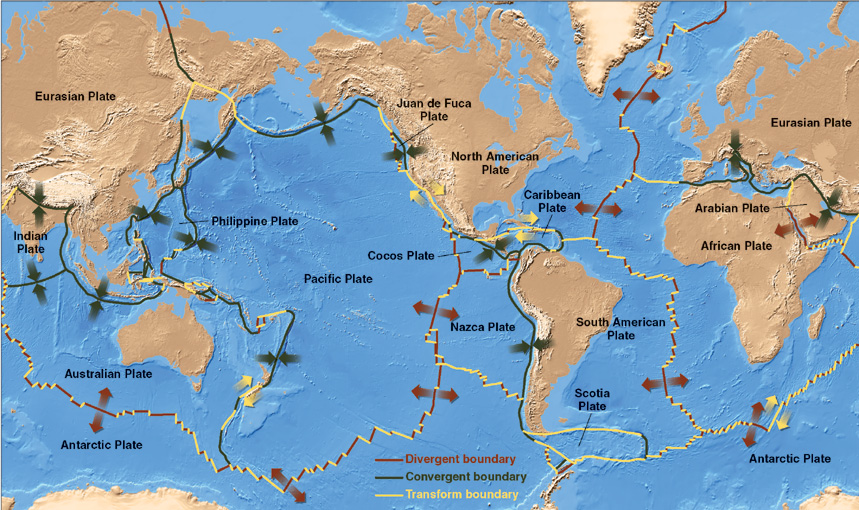 Eurasian Plate
Juan de Fuca
Plate
Eurasian Plate
North American
Plate
Caribbean
Plate
Arabian Plate
Philippine Plate
Indian
Plate
African Plate
Cocos Plate
Pacific Plate
Nazca Plate
South American
Plate
Australian Plate
Scotia
Plate
Antarctic Plate
Antarctic Plate
Divergent boundary
Convergent boundary
Transform boundary